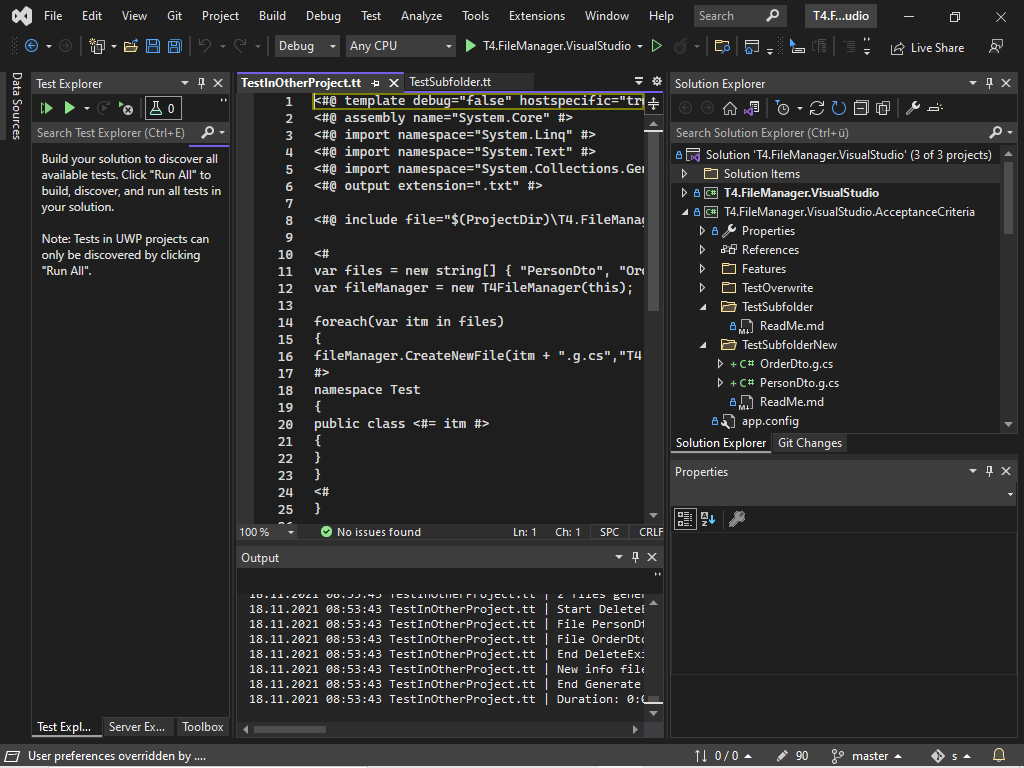 File Edit View Git Project Build Debug Test Analyze Tools Extensions Window Help Search T4.F...udio
Debug Any CPU T4.FileManager.VisualStudio Live Share
Data Sources
Test Explorer
0
Search Test Explorer (Ctrl+E)
Build your solution to discover all
available tests. Click "Run All" to
build, discover, and run all tests in
your solution.
Note: Tests in UWP projects can
only be discovered by clicking
"Run All".
Test Expl... Server Ex... Toolbox
TestInOtherProject.tt TestSubfolder.tt
1 <#@ template debug="false" hostspecific="tr
2 <#@ assembly name="System.Core" #>
3 <#@ import namespace="System.Linq" #>
4 <#@ import namespace="System.Text" #>
5 <#@ import namespace="System.Collections.Ger
6 <#@ output extension=".txt" #>
7
8 <#@ include file="$(ProjectDir)\T4.FileManag
9
10 <#
11 var files = new string[] { "PersonDto", "Or
12 var fileManager = new T4FileManager(this);
13
14 foreach(var itm in files)
15 {
16 fileManager.CreateNewFile(itm + ".g.cs","T4
17 #>
18 namespace Test
19 {
20 public class <#= itm #>
21 {
22 }
23 }
24 <#
25 }
100 % No issues found Ln: 1 Ch: 1 SPC CRLF
Output
18.11.2021 08:53:43 TestInOtherProject.tt | 2 files gener
18.11.2021 08:53:43 TestInOtherProject.tt | Start DeleteE
18.11.2021 08:53:43 TestInOtherProject.tt | File PersonDt
18.11.2021 08:53:43 TestInOtherProject.tt | File OrderDto
18.11.2021 08:53:43 TestInOtherProject.tt | End DeleteExi
18.11.2021 08:53:43 TestInOtherProject.tt | New info file
18.11.2021 08:53:43 TestInOtherProject.tt | End Generate
18.11.2021 08:53:43 TestInOtherProject.tt | Duration: 0:0
Solution Explorer
Search Solution Explorer (Ctrl+ü)
Solution 'T4.FileManager.VisualStudio' (3 of 3 projects)
Solution Items
C# T4.FileManager.VisualStudio
C# T4.FileManager.VisualStudio.AcceptanceCriteria
Properties
References
Features
TestOverwrite
TestSubfolder
ReadMe.md
TestSubfolderNew
+ C# OrderDto.g.cs
+ C# PersonDto.g.cs
ReadMe.md
app.config
Solution Explorer Git Changes
Properties
User preferences overridden by .... 0 / 0 90 master s